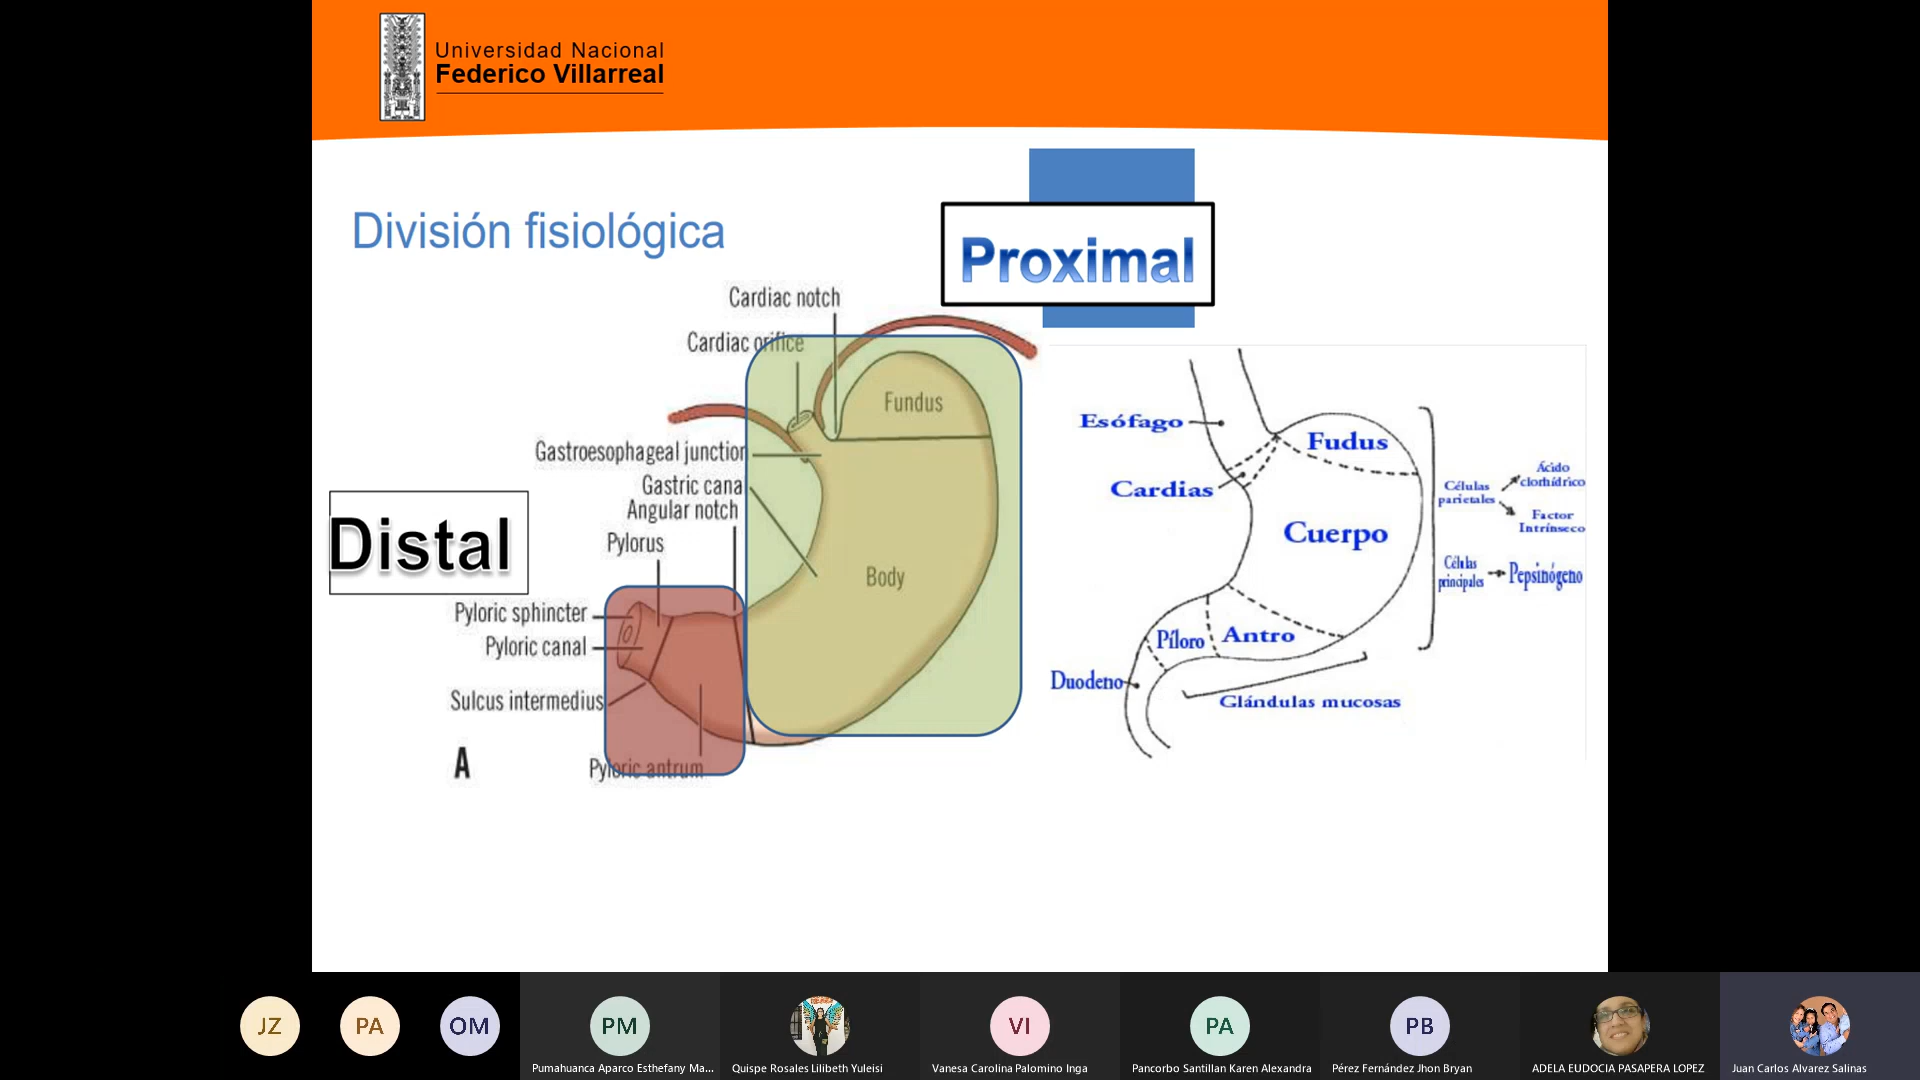 Universidad Nacional
Federico Villarreal
División fisiológica
Proximal
Distal
Cardiac notch
Cardiac orifice
Fundus
Gastroesophageal junction
Gastric cana
Angular notch
Pylorus
Body
Pyloric sphincter
Pyloric canal
Sulcus intermedius
A
Pyloric antrum
Esófago
Fudus
Cardias
Cuerpo
Píloro
Antro
Duodeno
Glándulas mucosas
Células
parietales
Ácido
clorhídrico
Factor
Intrínseco
Células
principales
Pepsinógeno
JZ
PA
OM
PM
VI
PA
PB
Pumahuanca Aparco Esthefany Ma...
Quispe Rosales Lilibeth Yuleisi
Vanesa Carolina Palomino Inga
Pancorbo Santillan Karen Alexandra
Pérez Fernández Jhon Bryan
ADELA EUDOCIA PASAPERA LOPEZ
Juan Carlos Alvarez Salinas